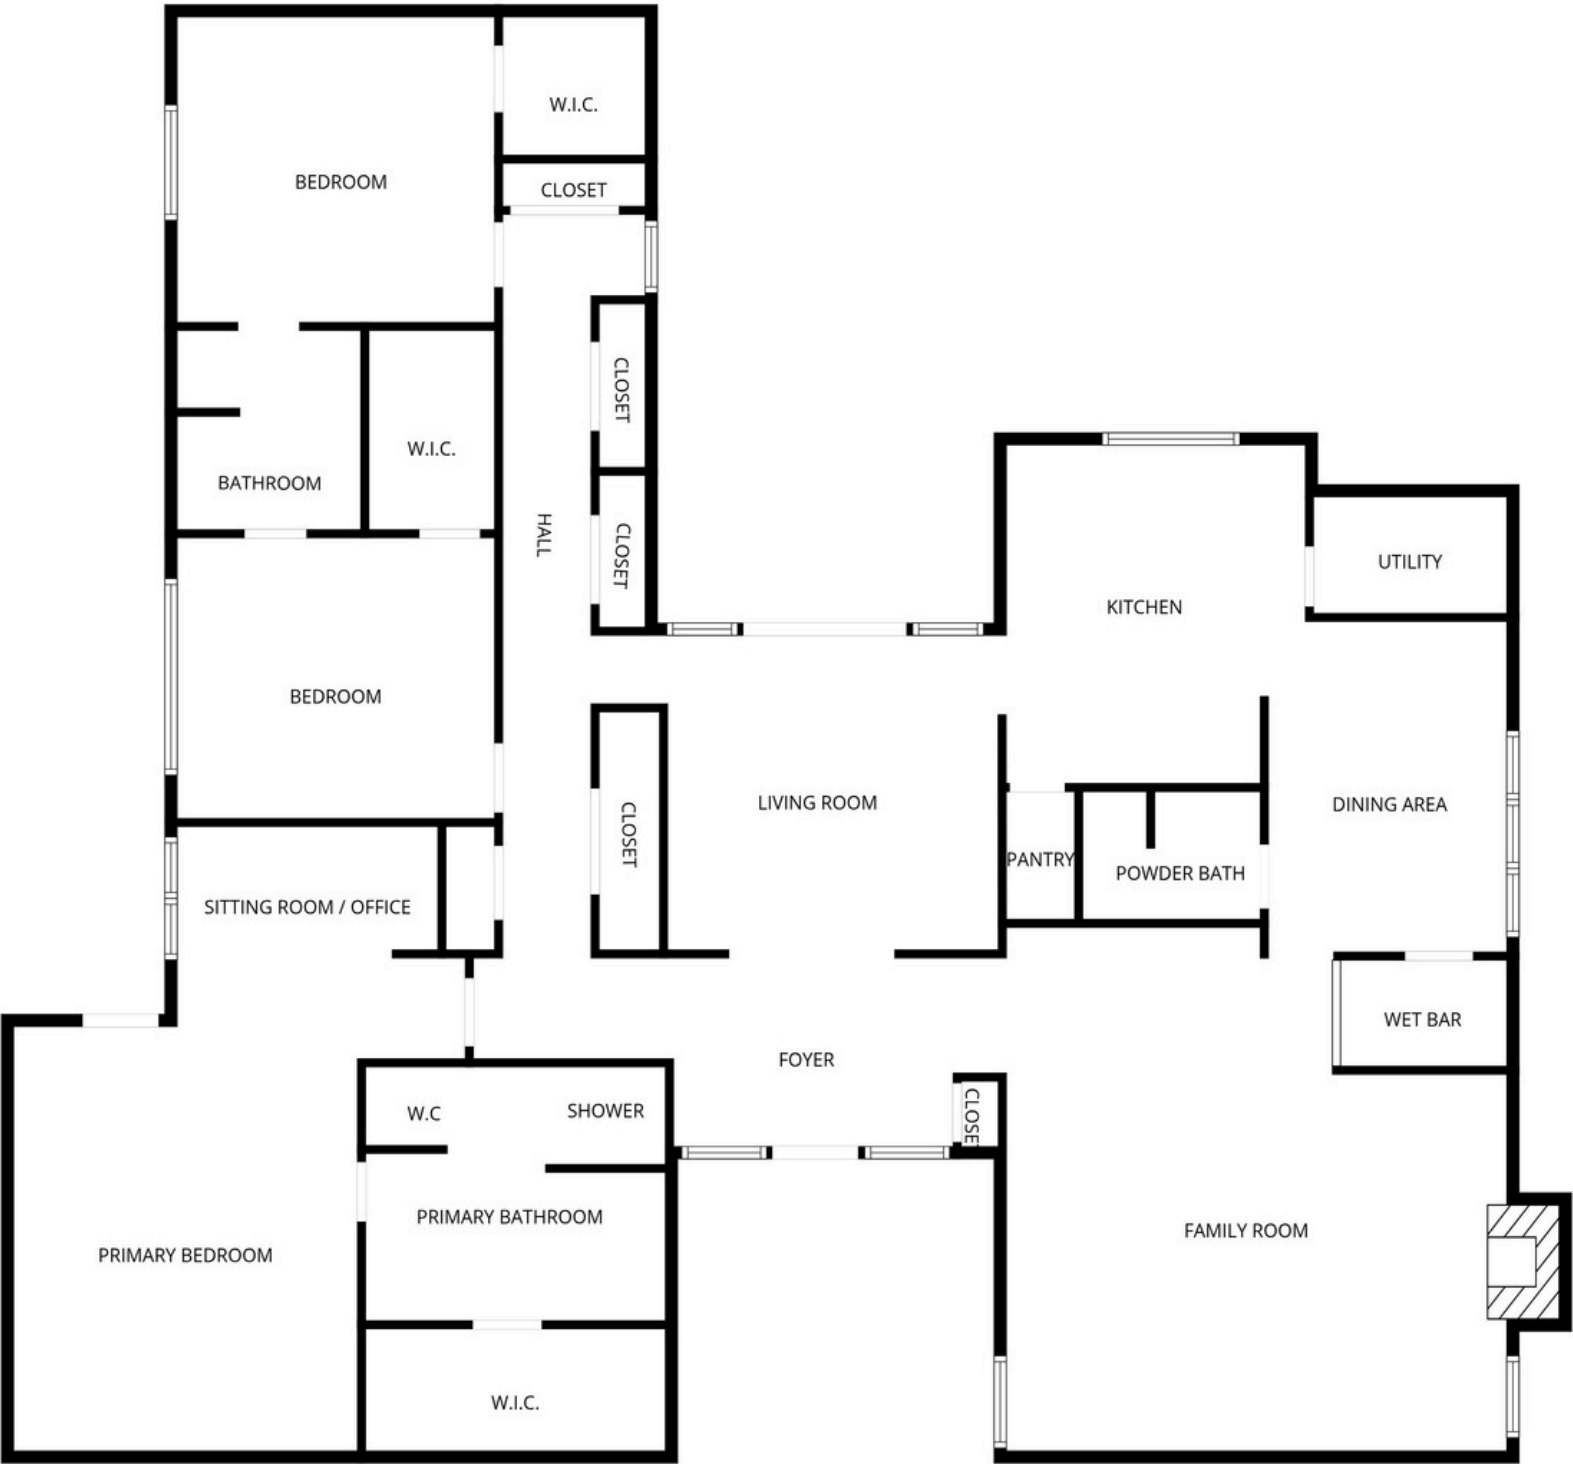 W.I.C.
BEDROOM
CLOSET
CLOSET
W.I.C.
BATHROOM
HALL
CLOSET
UTILITY
KITCHEN
BEDROOM
LIVING ROOM
DINING AREA
CLOSET
PANTRY
POWDER BATH
SITTING ROOM / OFFICE
WET BAR
FOYER
W.C
SHOWER
CLOSE
PRIMARY BATHROOM
FAMILY ROOM
PRIMARY BEDROOM
W.I.C.